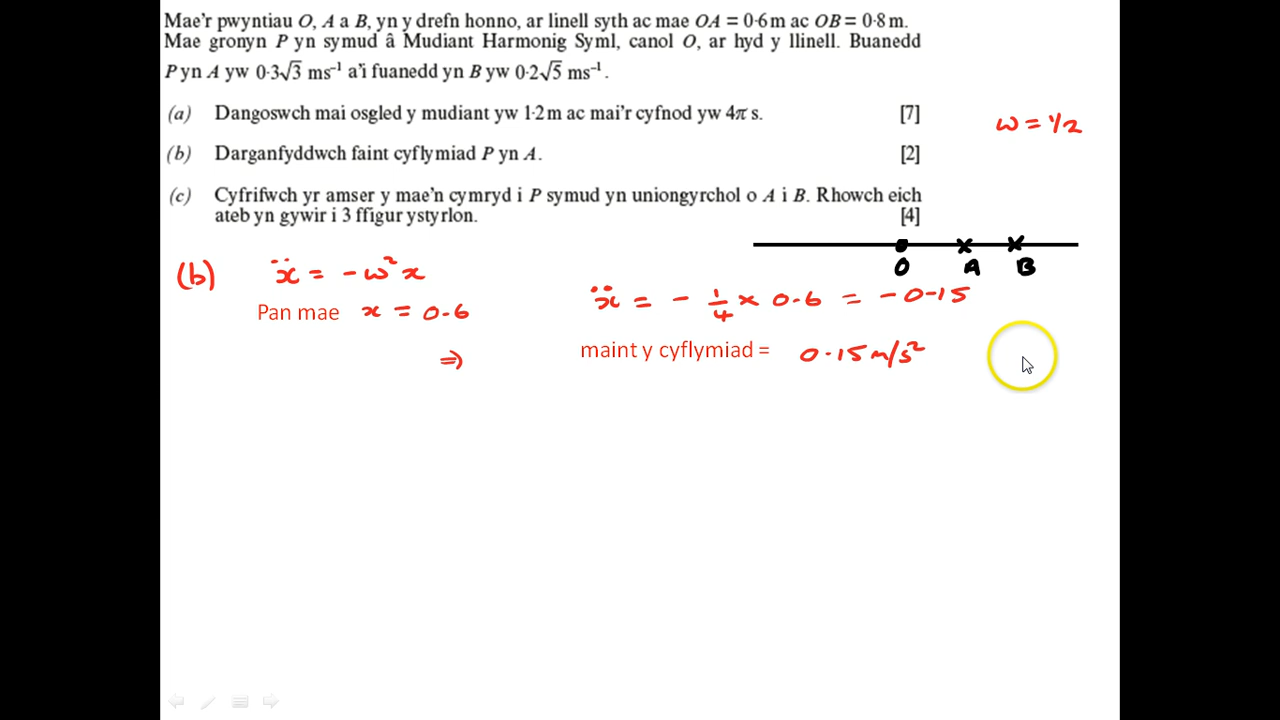 Mae'r pwyntiau O, A a B, yn y drefn honno, ar linell syth ac mae OA = 0·6 m ac OB = 0·8 m.
Mae gronyn P yn symud â Mudiant Harmonig Syml, canol O, ar hyd y llinell. Buanedd
P yn A yw 0·3√3 ms⁻¹ a'i fuanedd yn B yw 0·2√5 ms⁻¹.
(a) Dangoswch mai osgled y mudiant yw 1·2 m ac mai'r cyfnod yw 4π s. [7]
ω = 1/2
(b) Darganfyddwch faint cyflymiad P yn A. [2]
(c) Cyfrifwch yr amser y mae'n cymryd i P symud yn uniongyrchol o A i B. Rhowch eich
ateb yn gywir i 3 ffigur ystyrlon. [4]
O A B
(b) ẍ = -ω²x
Pan mae x = 0.6
⇒ ẍ = - 1/4 × 0.6 = -0.15
maint y cyflymiad = 0.15 m/s²